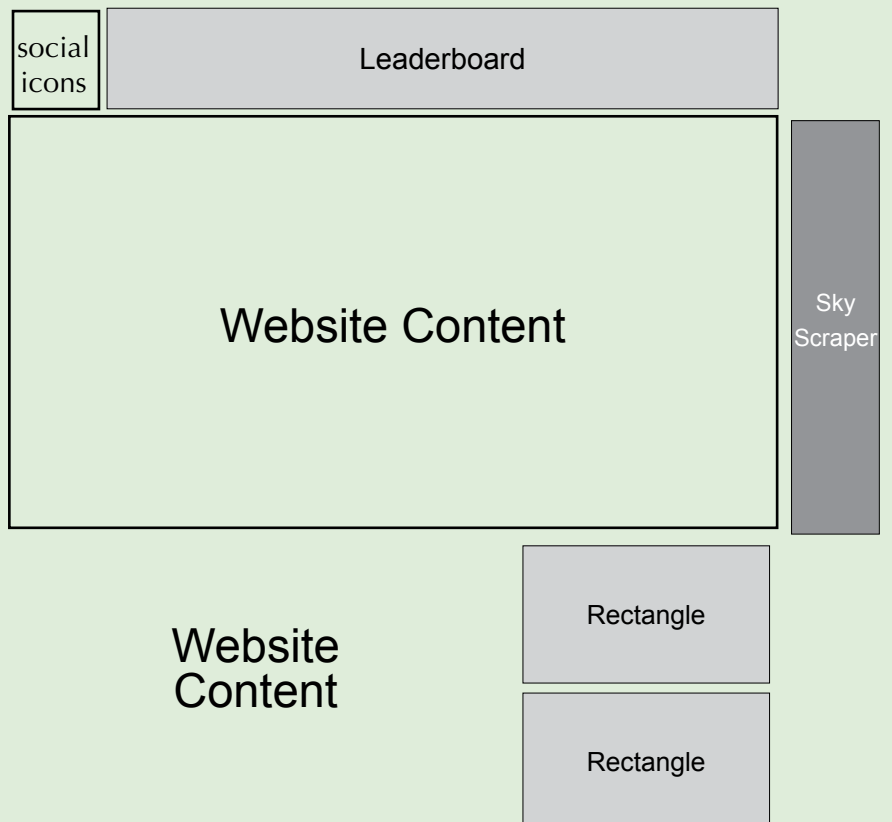 social
icons
Leaderboard
Website Content
Sky
Scraper
Rectangle
Website
Content
Rectangle